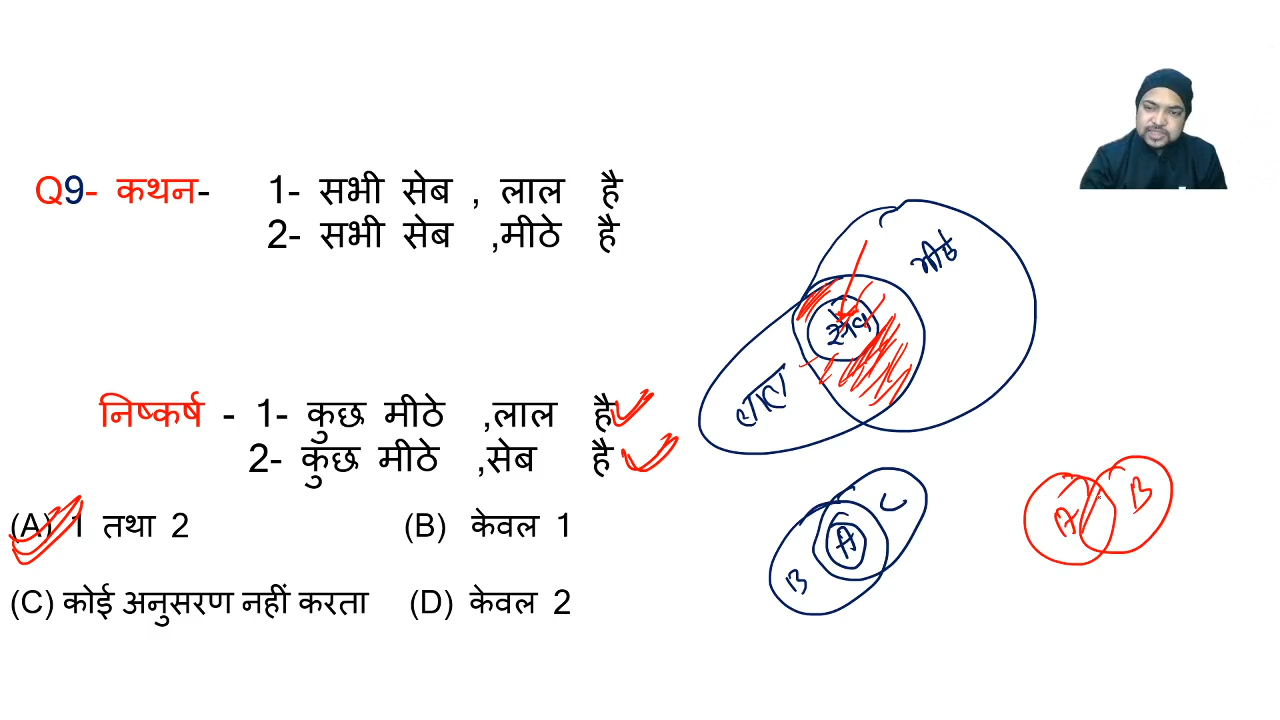 Q9- कथन- 1- सभी सेब , लाल है
2- सभी सेब ,मीठे है
मीठे
सेब
लाल
निष्कर्ष - 1- कुछ मीठे ,लाल है
2- कुछ मीठे ,सेब है
(A) 1 तथा 2 (B) केवल 1
(C) कोई अनुसरण नहीं करता (D) केवल 2
C
A
B
A B